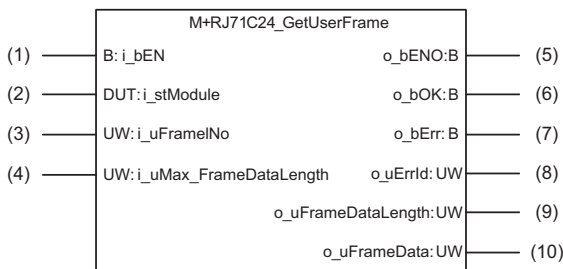 M+RJ71C24_GetUserFrame
(1) B: i_bEN o_bENO:B (5)
(2) DUT: i_stModule o_bOK: B (6)
(3) UW: i_uFrameINo o_bErr: B (7)
(4) UW: i_uMax_FrameDataLength o_uErrId: UW (8)
o_uFrameDataLength: UW (9)
o_uFrameData: UW (10)